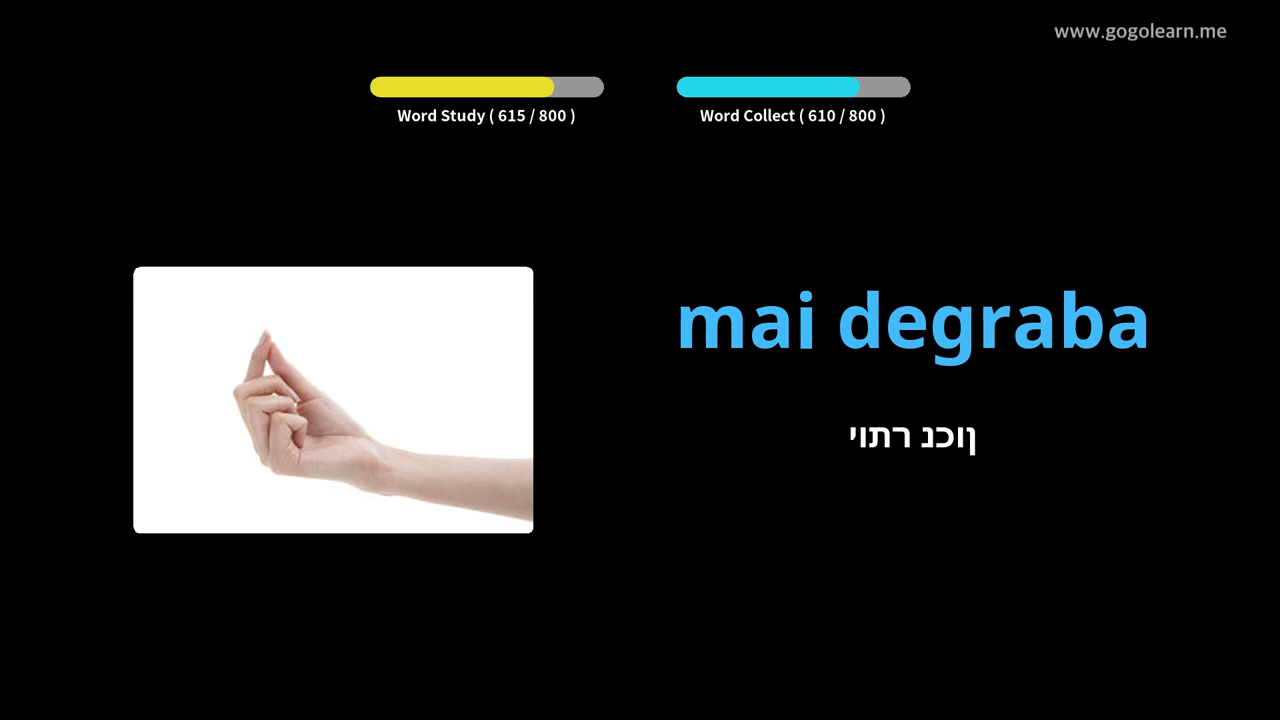 www.gogolearn.me
Word Study ( 615 / 800 )
Word Collect ( 610 / 800 )
mai degraba
ןוכנ רתוי